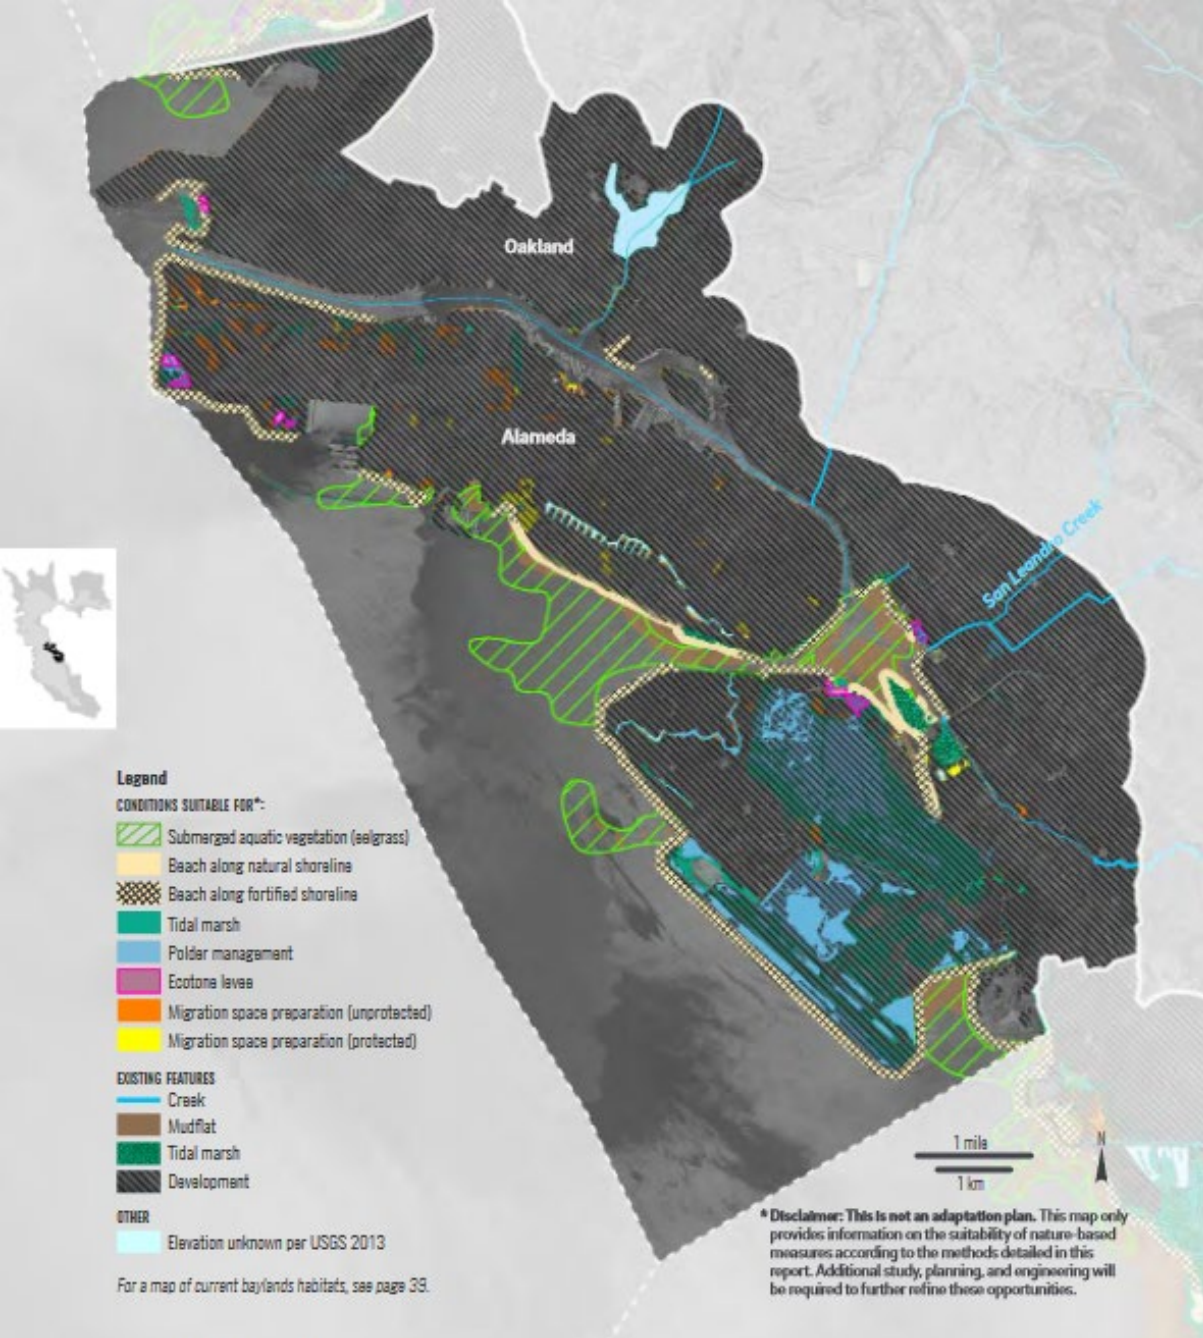 Oakland
Alameda
San Leandro Creek
Legend
CONDITIONS SUITABLE FOR*:
Submerged aquatic vegetation (eelgrass)
Beach along natural shoreline
Beach along fortified shoreline
Tidal marsh
Polder management
Ecotone levee
Migration space preparation (unprotected)
Migration space preparation (protected)
EXISTING FEATURES
Creek
Mudflat
Tidal marsh
Development
OTHER
Elevation unknown per USGS 2013
For a map of current baylands habitats, see page 39.
1 mile
1 km
N
* Disclaimer: This is not an adaptation plan. This map only
provides information on the suitability of nature-based
measures according to the methods detailed in this
report. Additional study, planning, and engineering will
be required to further refine these opportunities.